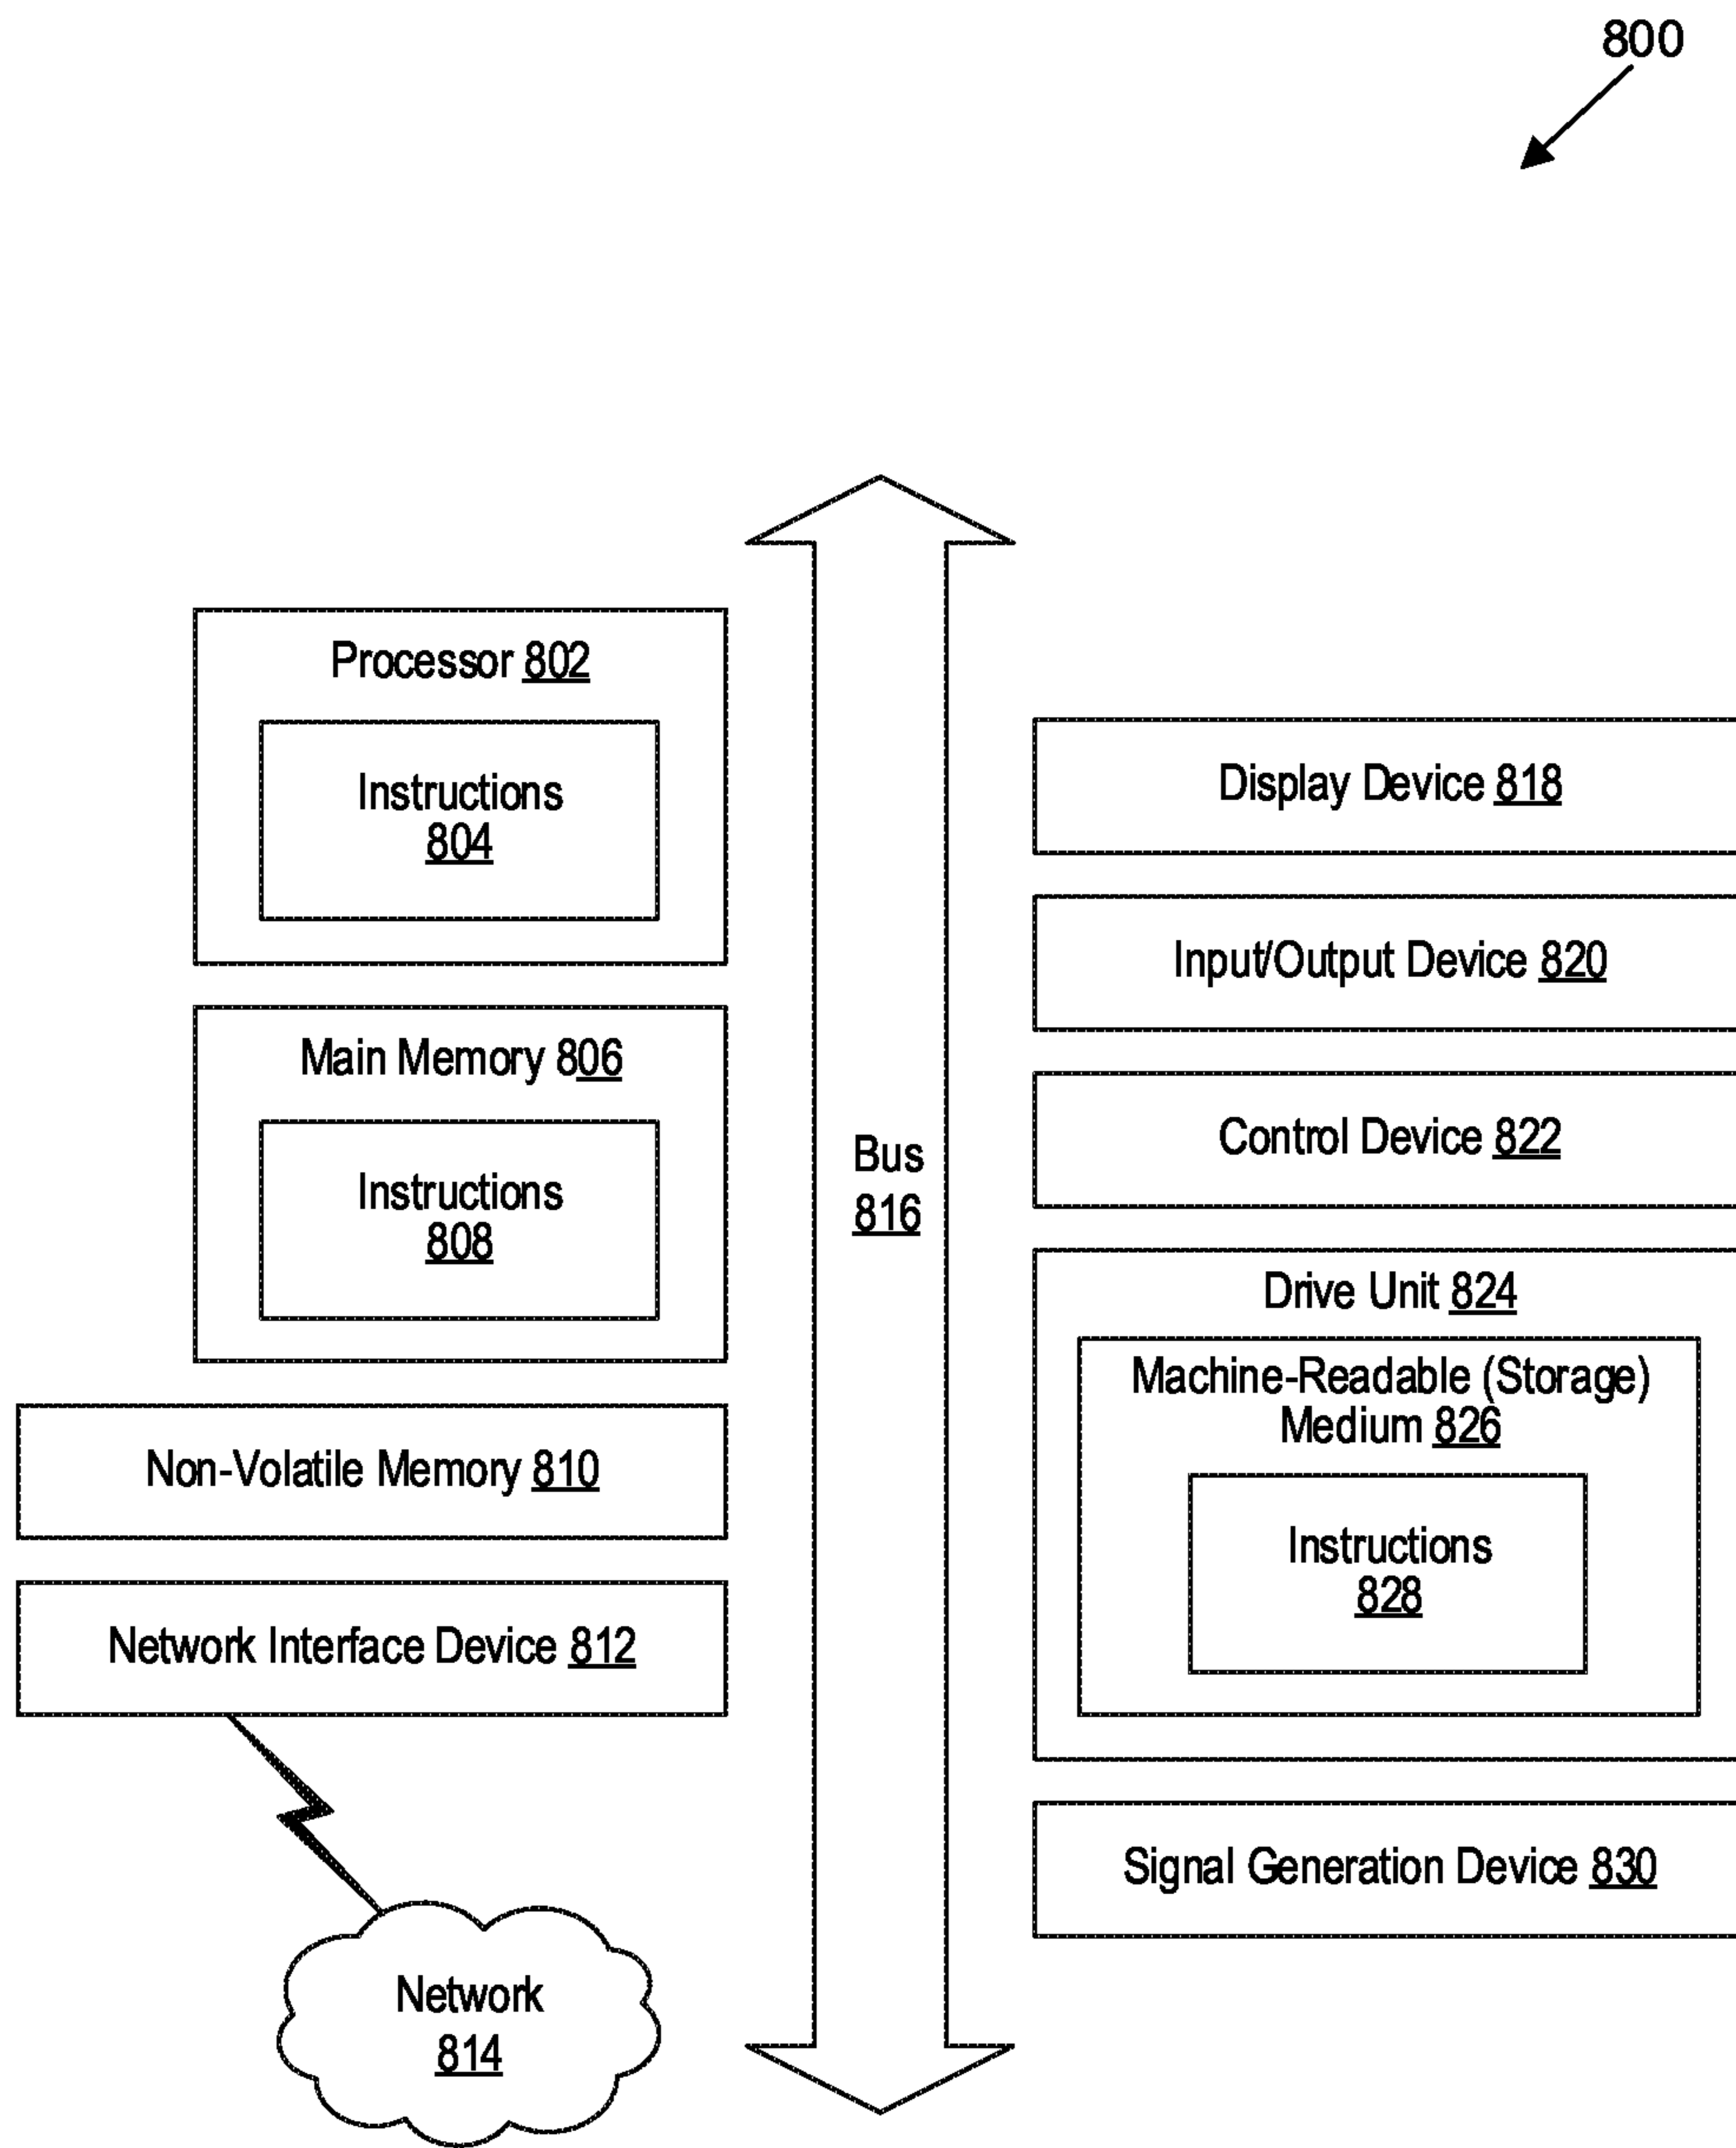 800
Processor 802
Instructions
804
Main Memory 806
Instructions
808
Non-Volatile Memory 810
Network Interface Device 812
Network
814
Bus
816
Display Device 818
Input/Output Device 820
Control Device 822
Drive Unit 824
Machine-Readable (Storage)
Medium 826
Instructions
828
Signal Generation Device 830